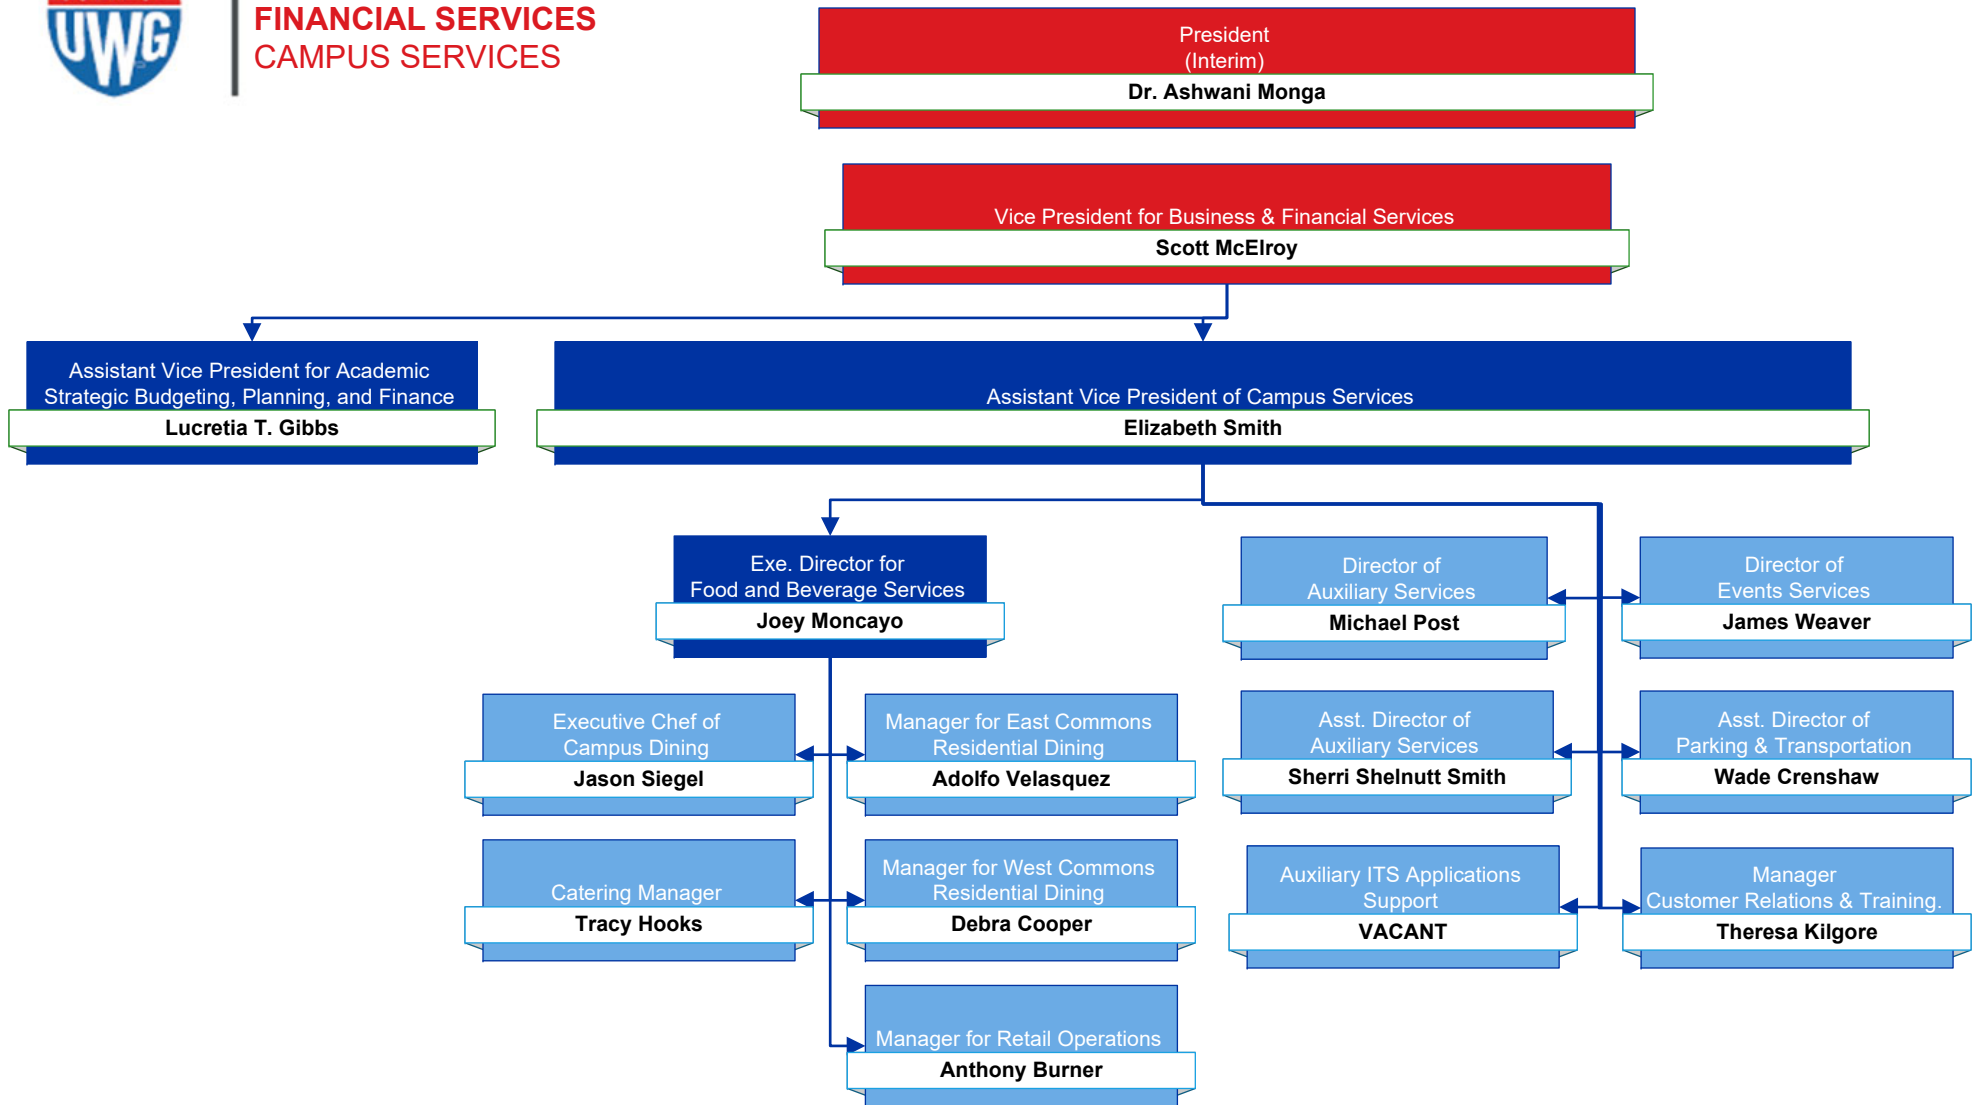 UWG
FINANCIAL SERVICES
CAMPUS SERVICES
President
(Interim)
Dr. Ashwani Monga
Vice President for Business & Financial Services
Scott McElroy
Assistant Vice President for Academic
Strategic Budgeting, Planning, and Finance
Lucretia T. Gibbs
Assistant Vice President of Campus Services
Elizabeth Smith
Exe. Director for
Food and Beverage Services
Joey Moncayo
Director of
Auxiliary Services
Michael Post
Director of
Events Services
James Weaver
Executive Chef of
Campus Dining
Jason Siegel
Manager for East Commons
Residential Dining
Adolfo Velasquez
Asst. Director of
Auxiliary Services
Sherri Shelnutt Smith
Asst. Director of
Parking & Transportation
Wade Crenshaw
Catering Manager
Tracy Hooks
Manager for West Commons
Residential Dining
Debra Cooper
Auxiliary ITS Applications
Support
VACANT
Manager
Customer Relations & Training.
Theresa Kilgore
Manager for Retail Operations
Anthony Burner